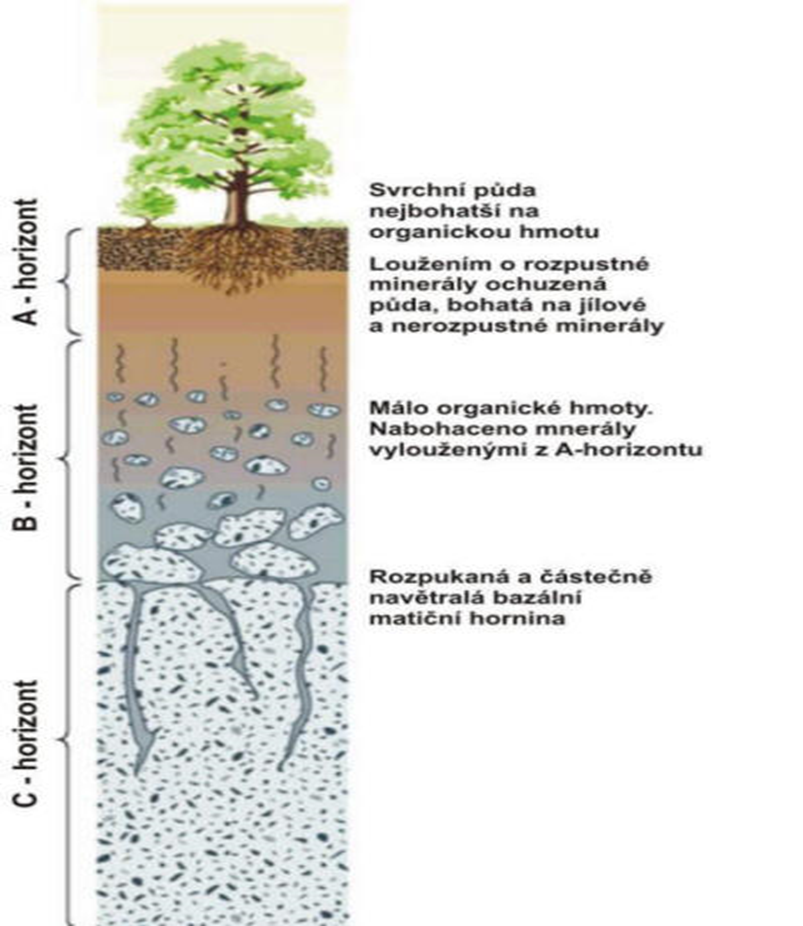 A - horizont
Svrchní půda
nejbohatší na
organickou hmotu
Loužením o rozpustné
minerály ochuzená
půda, bohatá na jílové
a nerozpustné minerály
B - horizont
Málo organické hmoty.
Nabohaceno mnerály
vylouženými z A-horizontu
C - horizont
Rozpukaná a částečně
navětralá bazální
matiční hornina